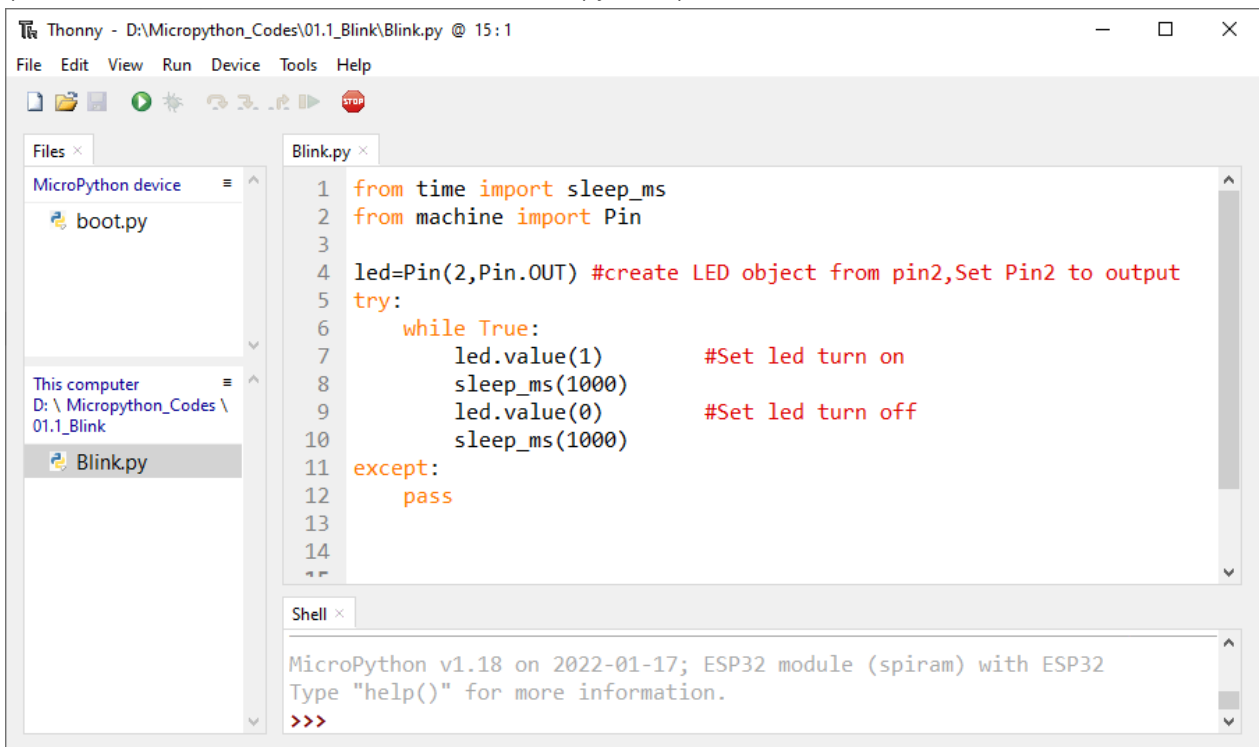 Thonny - D:\Micropython_Codes\01.1_Blink\Blink.py @ 15:1
File Edit View Run Device Tools Help
STOP
Files
MicroPython device
boot.py
This computer
D: \ Micropython_Codes \
01.1_Blink
Blink.py
Blink.py
1 from time import sleep_ms
2 from machine import Pin
3
4 led=Pin(2,Pin.OUT) #create LED object from pin2,Set Pin2 to output
5 try:
6     while True:
7         led.value(1)        #Set led turn on
8         sleep_ms(1000)
9         led.value(0)        #Set led turn off
10         sleep_ms(1000)
11 except:
12     pass
13
14
Shell
MicroPython v1.18 on 2022-01-17; ESP32 module (spiram) with ESP32
Type "help()" for more information.
>>>